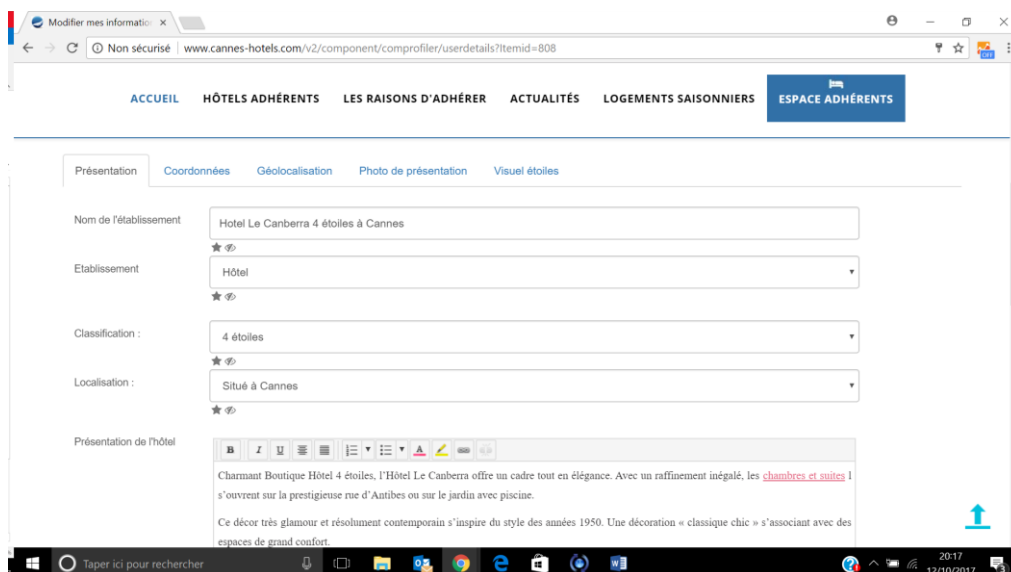 Modifier mes informatio
Non sécurisé | www.cannes-hotels.com/v2/component/comprofiler/userdetails?Itemid=808
OFF
ACCUEIL HÔTELS ADHÉRENTS LES RAISONS D'ADHÉRER ACTUALITÉS LOGEMENTS SAISONNIERS ESPACE ADHÉRENTS
Présentation Coordonnées Géolocalisation Photo de présentation Visuel étoiles
Nom de l'établissement Hotel Le Canberra 4 étoiles à Cannes
Etablissement Hôtel
Classification : 4 étoiles
Localisation : Situé à Cannes
Présentation de l'hôtel
B I U A
Charmant Boutique Hôtel 4 étoiles, l'Hôtel Le Canberra offre un cadre tout en élégance. Avec un raffinement inégalé, les chambres et suites l
s'ouvrent sur la prestigieuse rue d'Antibes ou sur le jardin avec piscine.
Ce décor très glamour et résolument contemporain s'inspire du style des années 1950. Une décoration « classique chic » s'associant avec des
espaces de grand confort.
Taper ici pour rechercher
20:17
12/10/2017